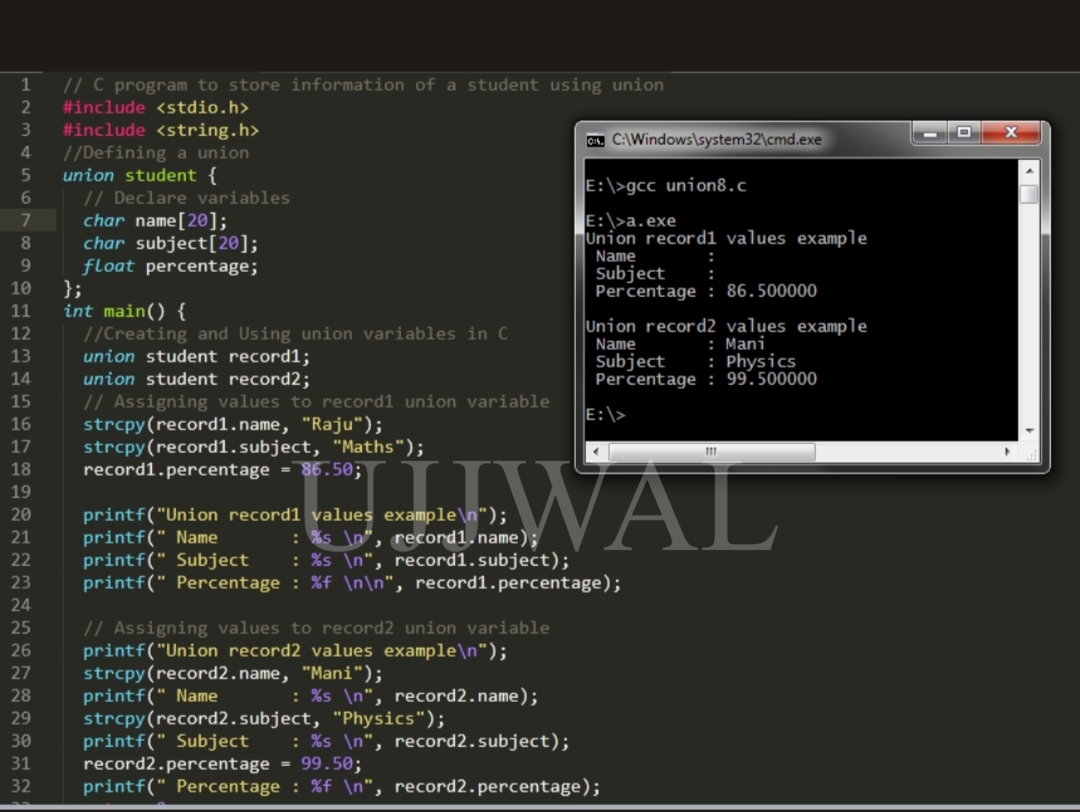 1 // C program to store information of a student using union
2 #include <stdio.h>
3 #include <string.h>
4 //Defining a union
5 union student {
6 // Declare variables
7 char name[20];
8 char subject[20];
9 float percentage;
10 };
11 int main() {
12 //Creating and Using union variables in C
13 union student record1;
14 union student record2;
15 // Assigning values to record1 union variable
16 strcpy(record1.name, "Raju");
17 strcpy(record1.subject, "Maths");
18 record1.percentage = 86.50;
19
20 printf("Union record1 values example\n");
21 printf(" Name       : %s \n", record1.name);
22 printf(" Subject    : %s \n", record1.subject);
23 printf(" Percentage : %f \n\n", record1.percentage);
24
25 // Assigning values to record2 union variable
26 printf("Union record2 values example\n");
27 strcpy(record2.name, "Mani");
28 printf(" Name       : %s \n", record2.name);
29 strcpy(record2.subject, "Physics");
30 printf(" Subject    : %s \n", record2.subject);
31 record2.percentage = 99.50;
32 printf(" Percentage : %f \n", record2.percentage);
C:\Windows\system32\cmd.exe
E:\>gcc union8.c
E:\>a.exe
Union record1 values example
Name       :
Subject    :
Percentage : 86.500000
Union record2 values example
Name       : Mani
Subject    : Physics
Percentage : 99.500000
E:\>
UJJWAL